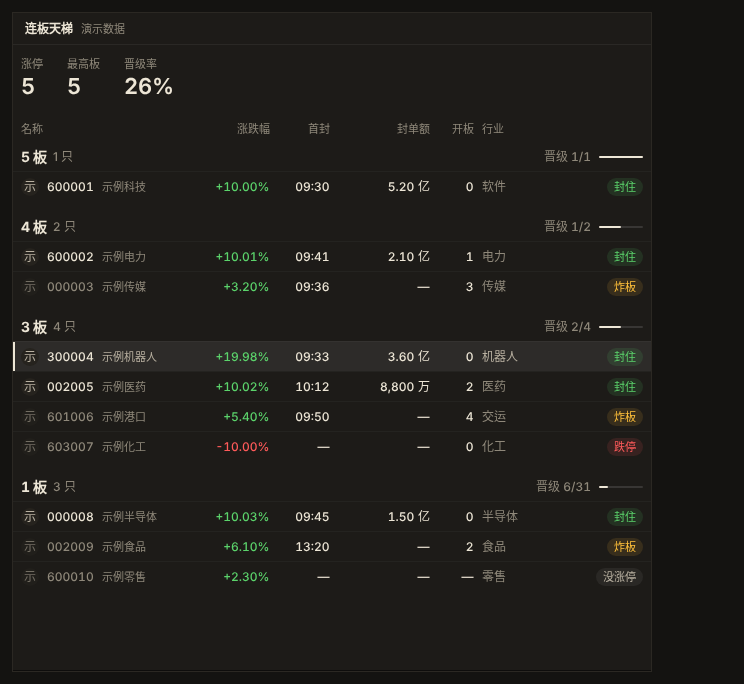 连板天梯 演示数据
涨停 最高板 晋级率
5 5 26%
名称 涨跌幅 首封 封单额 开板 行业
5 板 1 只 晋级 1/1
示 600001 示例科技 +10.00% 09:30 5.20 亿 0 软件 封住
4 板 2 只 晋级 1/2
示 600002 示例电力 +10.01% 09:41 2.10 亿 1 电力 封住
示 000003 示例传媒 +3.20% 09:36 — 3 传媒 炸板
3 板 4 只 晋级 2/4
示 300004 示例机器人 +19.98% 09:33 3.60 亿 0 机器人 封住
示 002005 示例医药 +10.02% 10:12 8,800 万 2 医药 封住
示 601006 示例港口 +5.40% 09:50 — 4 交运 炸板
示 603007 示例化工 -10.00% — — 0 化工 跌停
1 板 3 只 晋级 6/31
示 000008 示例半导体 +10.03% 09:45 1.50 亿 0 半导体 封住
示 002009 示例食品 +6.10% 13:20 — 2 食品 炸板
示 600010 示例零售 +2.30% — — — 零售 没涨停